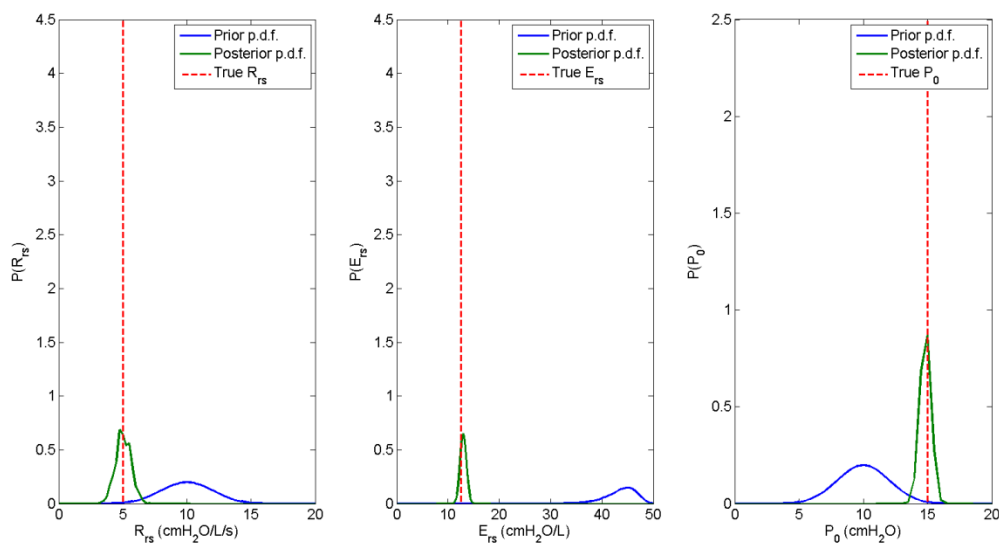 4.5
4
3.5
3
2.5
2
1.5
1
0.5
0
P(R_rs)
Prior p.d.f.
Posterior p.d.f.
True R_rs
0 5 10 15 20
R_rs (cmH_2O/L/s)
4.5
4
3.5
3
2.5
2
1.5
1
0.5
0
P(E_rs)
Prior p.d.f.
Posterior p.d.f.
True E_rs
0 10 20 30 40 50
E_rs (cmH_2O/L)
2.5
2
1.5
1
0.5
0
P(P_0)
Prior p.d.f.
Posterior p.d.f.
True P_0
0 5 10 15 20
P_0 (cmH_2O)